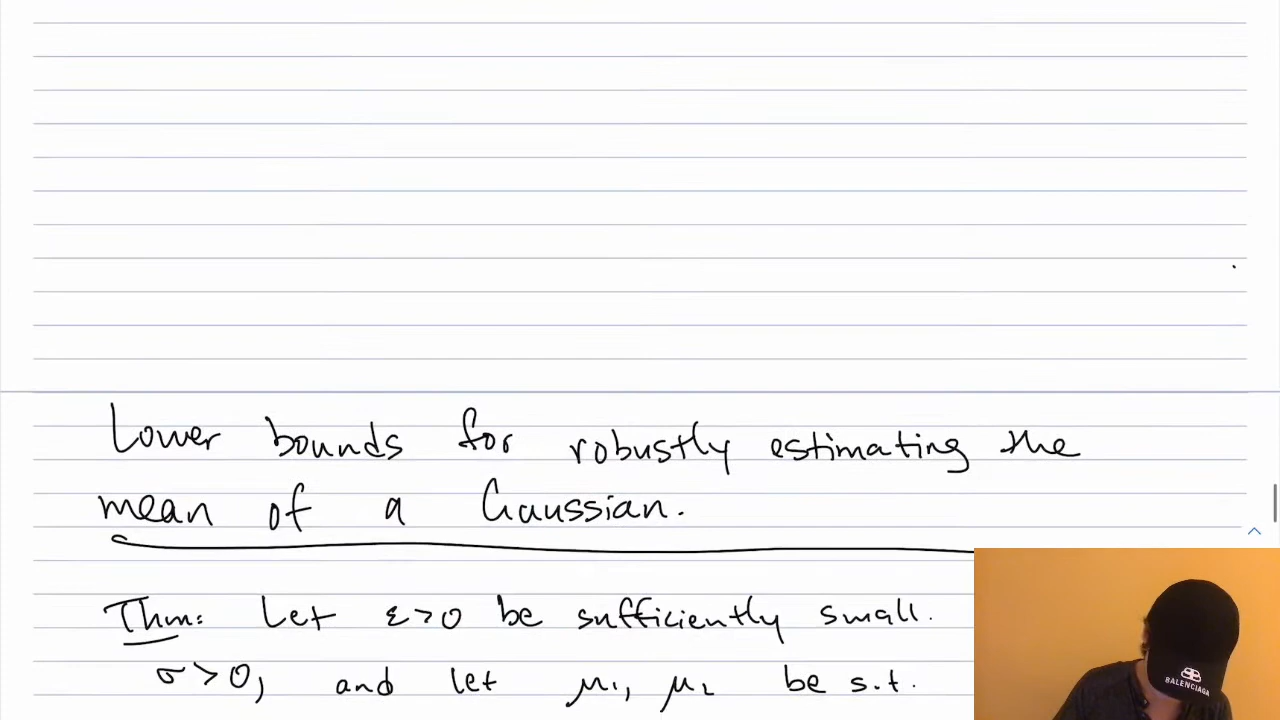 Lower bounds for robustly estimating the
mean of a Gaussian.
Thm: Let ε>0 be sufficiently small.
σ>0, and let μ1, μ2 be s.t.
BALENCIAGA